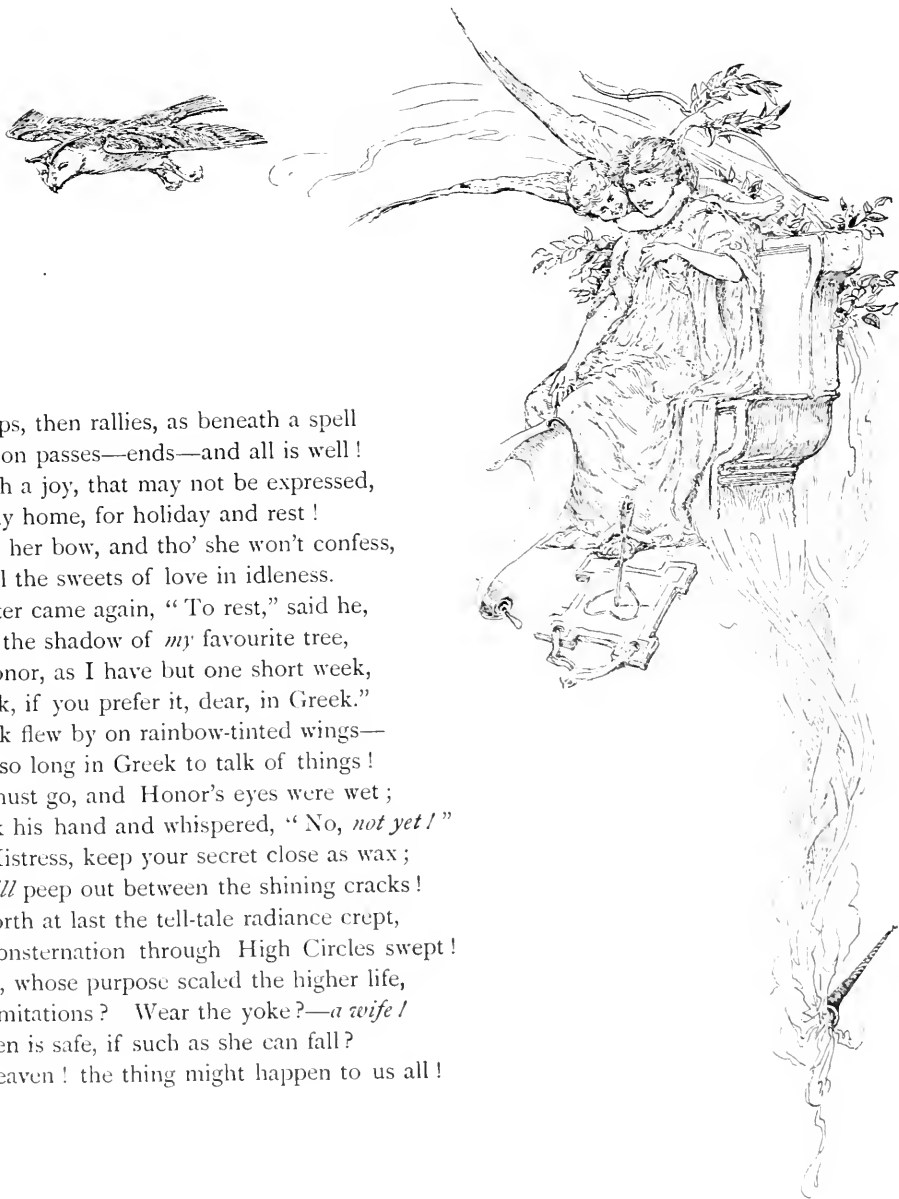 ps, then rallies, as beneath a spell
on passes—ends—and all is well!
h a joy, that may not be expressed,
y home, for holiday and rest!
her bow, and tho' she won't confess,
l the sweets of love in idleness.
ter came again, “To rest,” said he,
the shadow of my favourite tree,
onor, as I have but one short week,
k, if you prefer it, dear, in Greek.”
k flew by on rainbow-tinted wings—
so long in Greek to talk of things!
must go, and Honor's eyes were wet;
k his hand and whispered, “No, not yet!”
Mistress, keep your secret close as wax;
ll peep out between the shining cracks!
orth at last the tell-tale radiance crept,
onsternation through High Circles swept!
, whose purpose scaled the higher life,
mitations? Wear the yoke?—a wife!
en is safe, if such as she can fall?
eaven! the thing might happen to us all!